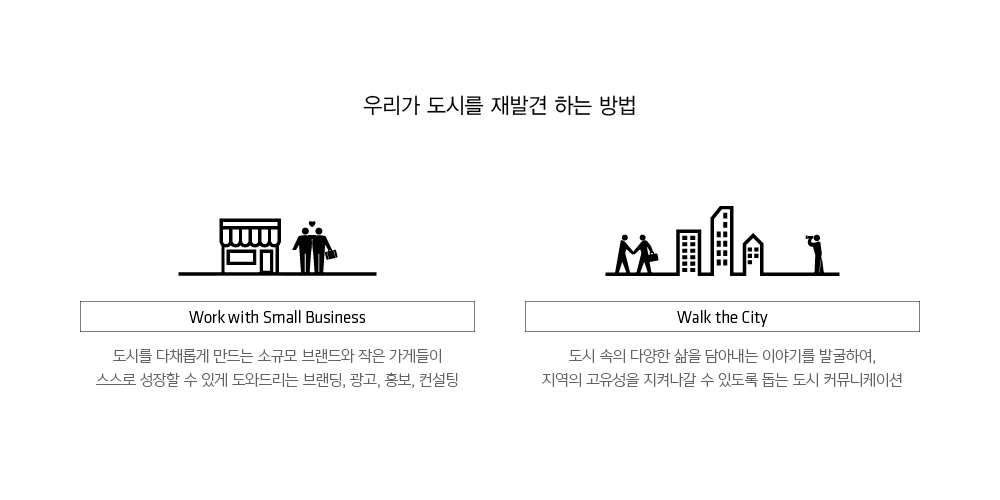 우리가 도시를 재발견 하는 방법
Work with Small Business
도시를 다채롭게 만드는 소규모 브랜드와 작은 가게들이
스스로 성장할 수 있게 도와드리는 브랜딩, 광고, 홍보, 컨설팅
Walk the City
도시 속의 다양한 삶을 담아내는 이야기를 발굴하여,
지역의 고유성을 지켜나갈 수 있도록 돕는 도시 커뮤니케이션